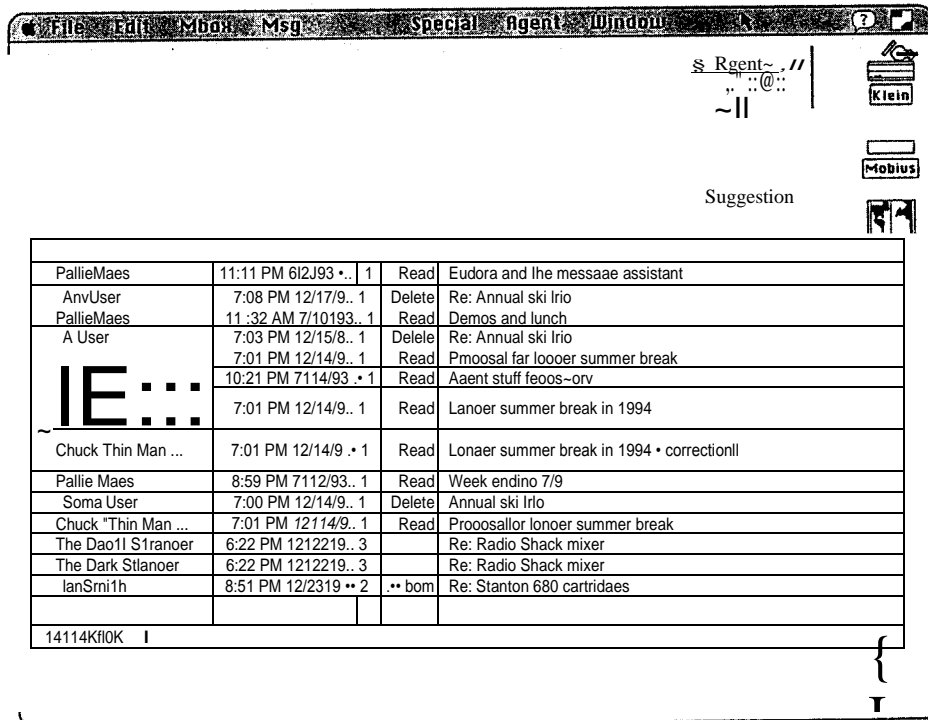 File Edit Mbox Msg Special Agent Window
§ Rgent~ .,,
,." ::@::
~ll
Klein
Mobius
Suggestion
PallieMaes 11:11 PM 6l2J93 •.. 1 Read Eudora and Ihe messaae assistant
AnvUser 7:08 PM 12/17/9.. 1 Delete Re: Annual ski lrio
PallieMaes 11 :32 AM 7/10193.. 1 Read Demos and lunch
A User 7:03 PM 12/15/8.. 1 Delele Re: Annual ski lrio
7:01 PM 12/14/9.. 1 Read Pmoosal far loooer summer break
10:21 PM 7114/93 .• 1 Read Aaent stuff feoos~orv
IE:::
~
7:01 PM 12/14/9.. 1 Read Lanoer summer break in 1994
Chuck Thin Man ... 7:01 PM 12/14/9 .• 1 Read Lonaer summer break in 1994 • correctionll
Pallie Maes 8:59 PM 7112/93.. 1 Read Week endino 7/9
Soma User 7:00 PM 12/14/9.. 1 Delete Annual ski lrlo
Chuck "Thin Man ... 7:01 PM 12114/9.. 1 Read Prooosallor lonoer summer break
The Dao1l S1ranoer 6:22 PM 1212219.. 3 Re: Radio Shack mixer
The Dark Stlanoer 6:22 PM 1212219.. 3 Re: Radio Shack mixer
lanSrni1h 8:51 PM 12/2319 •• 2 .•• bom Re: Stanton 680 cartridaes
14114Kfl0K I
{
I